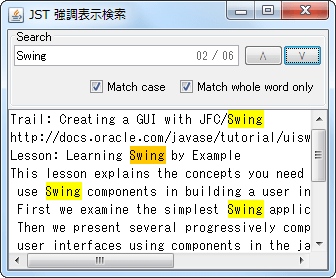 JST 強調表示検索
Search
Swing 02 / 06
Match case Match whole word only
Trail: Creating a GUI with JFC/Swing
http://docs.oracle.com/javase/tutorial/uisw
Lesson: Learning Swing by Example
This lesson explains the concepts you need
use Swing components in building a user in
First we examine the simplest Swing applic
Then we present several progressively comp
user interfaces using components in the ja